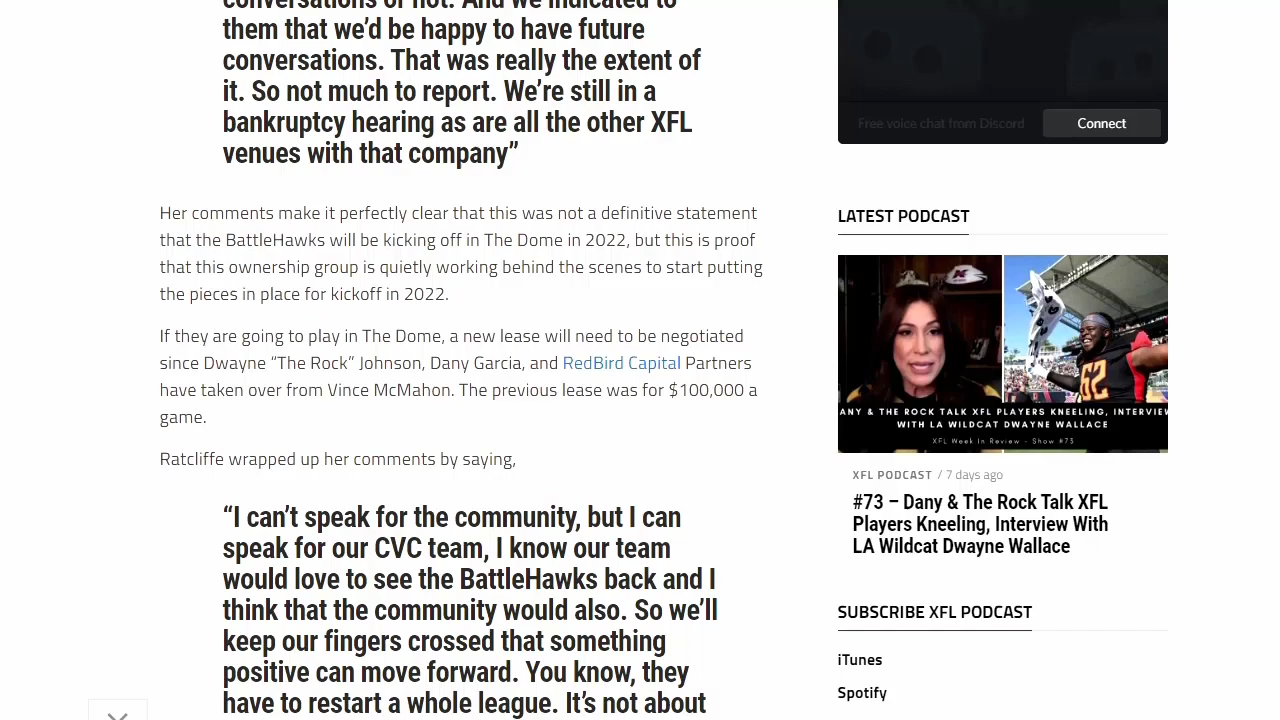 conversations or not. And we indicated to
them that we’d be happy to have future
conversations. That was really the extent of
it. So not much to report. We’re still in a
bankruptcy hearing as are all the other XFL
venues with that company”
Her comments make it perfectly clear that this was not a definitive statement
that the BattleHawks will be kicking off in The Dome in 2022, but this is proof
that this ownership group is quietly working behind the scenes to start putting
the pieces in place for kickoff in 2022.
If they are going to play in The Dome, a new lease will need to be negotiated
since Dwayne “The Rock” Johnson, Dany Garcia, and RedBird Capital Partners
have taken over from Vince McMahon. The previous lease was for $100,000 a
game.
Ratcliffe wrapped up her comments by saying,
“I can’t speak for the community, but I can
speak for our CVC team, I know our team
would love to see the BattleHawks back and I
think that the community would also. So we’ll
keep our fingers crossed that something
positive can move forward. You know, they
have to restart a whole league. It’s not about
Free voice chat from Discord
Connect
LATEST PODCAST
62
ANY & THE ROCK TALK XFL PLAYERS KNEELING, INTERVIEW
WITH LA WILDCAT DWAYNE WALLACE
XFL Week In Review - Show #73
XFL PODCAST / 7 days ago
#73 – Dany & The Rock Talk XFL
Players Kneeling, Interview With
LA Wildcat Dwayne Wallace
SUBSCRIBE XFL PODCAST
iTunes
Spotify